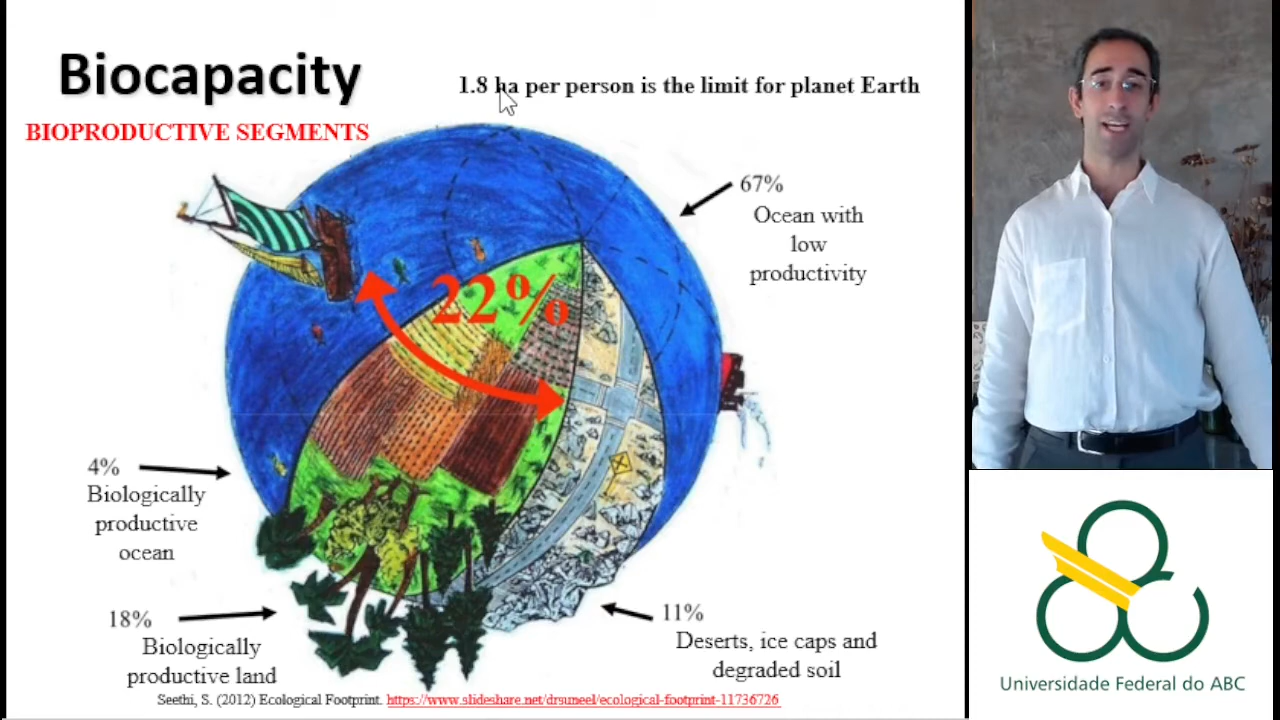 Biocapacity
1.8 ha per person is the limit for planet Earth
BIOPRODUCTIVE SEGMENTS
67%
Ocean with
low
productivity
22%
4%
Biologically
productive
ocean
18%
Biologically
productive land
11%
Deserts, ice caps and
degraded soil
Seethi, S. (2012) Ecological Footprint. https://www.slideshare.net/drsuneel/ecological-footprint-11736726
Universidade Federal do ABC